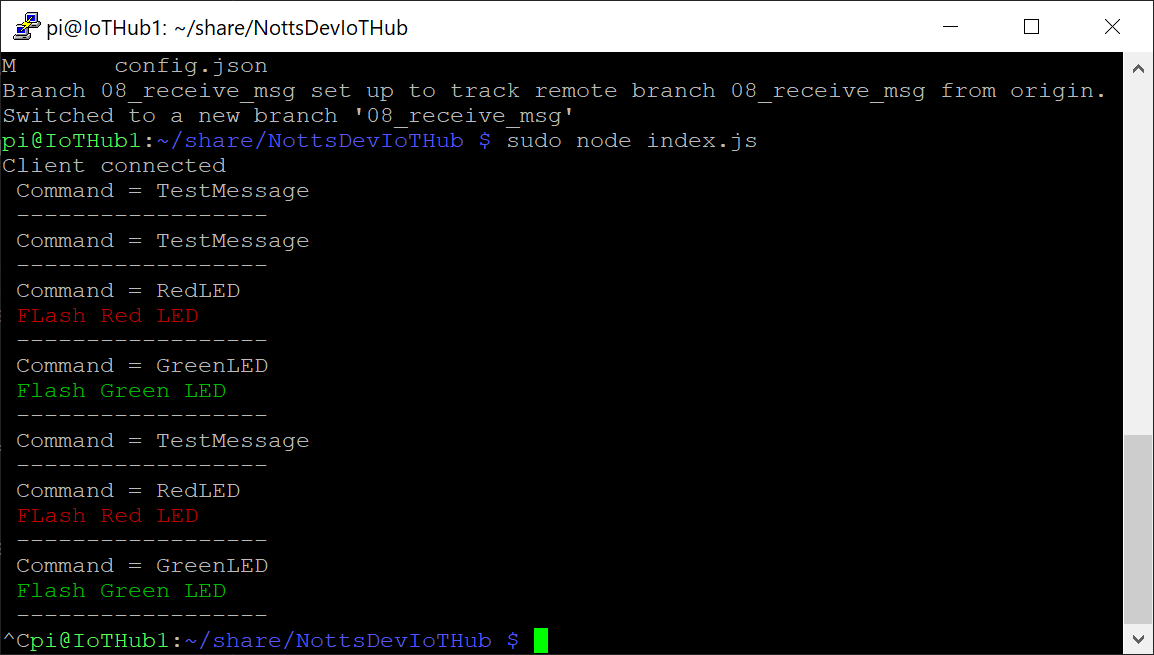 pi@IoTHub1: ~/share/NottsDevIoTHub
M       config.json
Branch 08_receive_msg set up to track remote branch 08_receive_msg from origin.
Switched to a new branch '08_receive_msg'
pi@IoTHub1:~/share/NottsDevIoTHub $ sudo node index.js
Client connected
 Command = TestMessage
 ------------------
 Command = TestMessage
 ------------------
 Command = RedLED
 FLash Red LED
 ------------------
 Command = GreenLED
 Flash Green LED
 ------------------
 Command = TestMessage
 ------------------
 Command = RedLED
 FLash Red LED
 ------------------
 Command = GreenLED
 Flash Green LED
 ------------------
^Cpi@IoTHub1:~/share/NottsDevIoTHub $